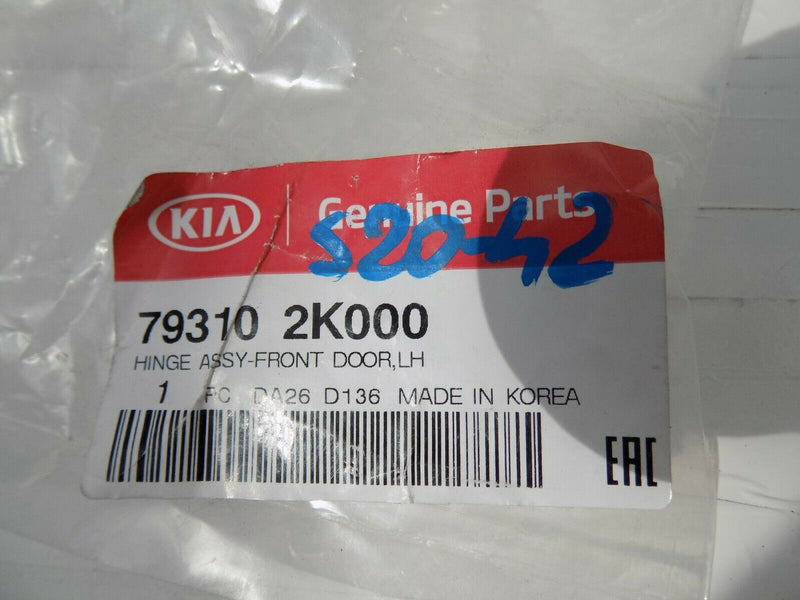 KIA Genuine Parts
S20-42
79310 2K000
HINGE ASSY-FRONT DOOR,LH
1 PC DA26 D136 MADE IN KOREA
EAC